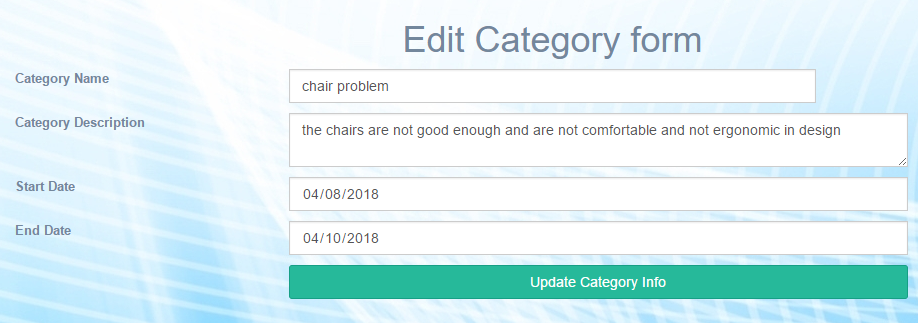 Edit Category form
Category Name
chair problem
Category Description
the chairs are not good enough and are not comfortable and not ergonomic in design
Start Date
04/08/2018
End Date
04/10/2018
Update Category Info